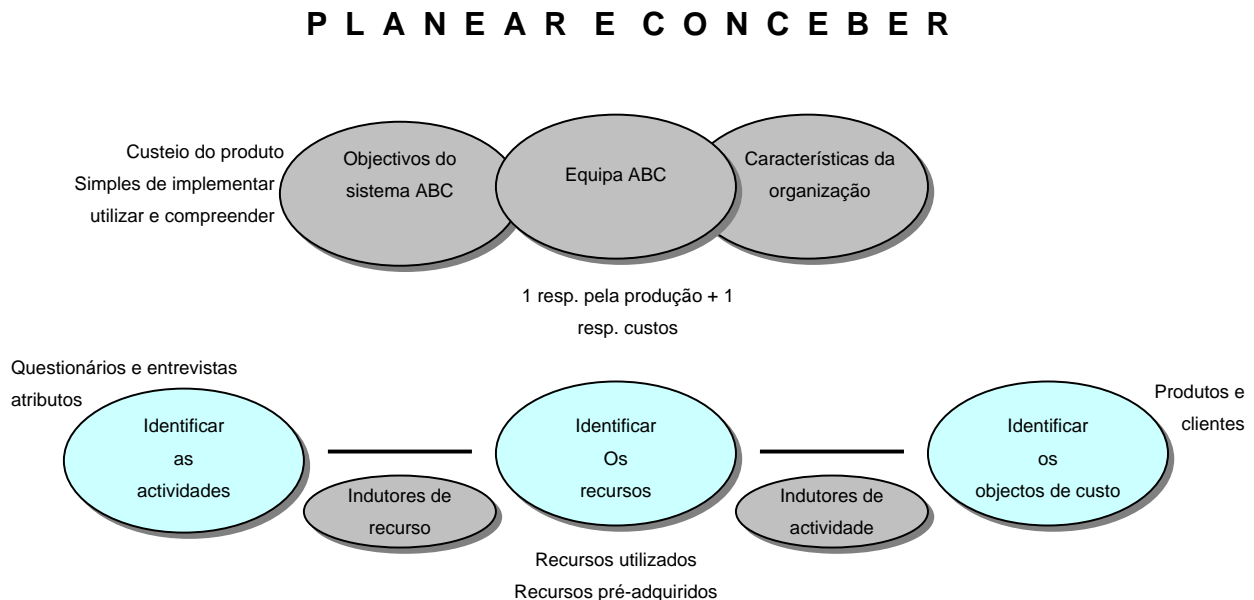 PLANEAR E CONCEBER
Custeio do produto
Simples de implementar
utilizar e compreender
Objectivos do
sistema ABC
Equipa ABC
Características da
organização
1 resp. pela produção + 1
resp. custos
Questionários e entrevistas
atributos
Identificar
as
actividades
Indutores de
recurso
Identificar
Os
recursos
Indutores de
actividade
Identificar
os
objectos de custo
Produtos e
clientes
Recursos utilizados
Recursos pré-adquiridos